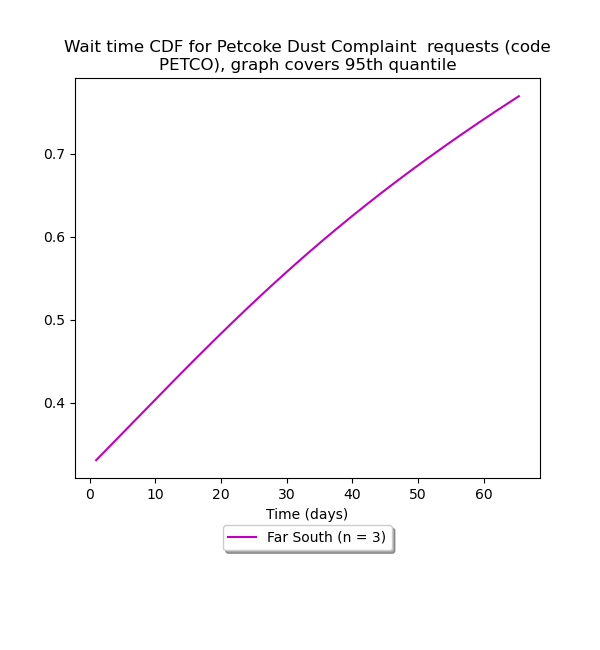 Wait time CDF for Petcoke Dust Complaint  requests (code
PETCO), graph covers 95th quantile
0.7
0.6
0.5
0.4
0 10 20 30 40 50 60
Time (days)
Far South (n = 3)